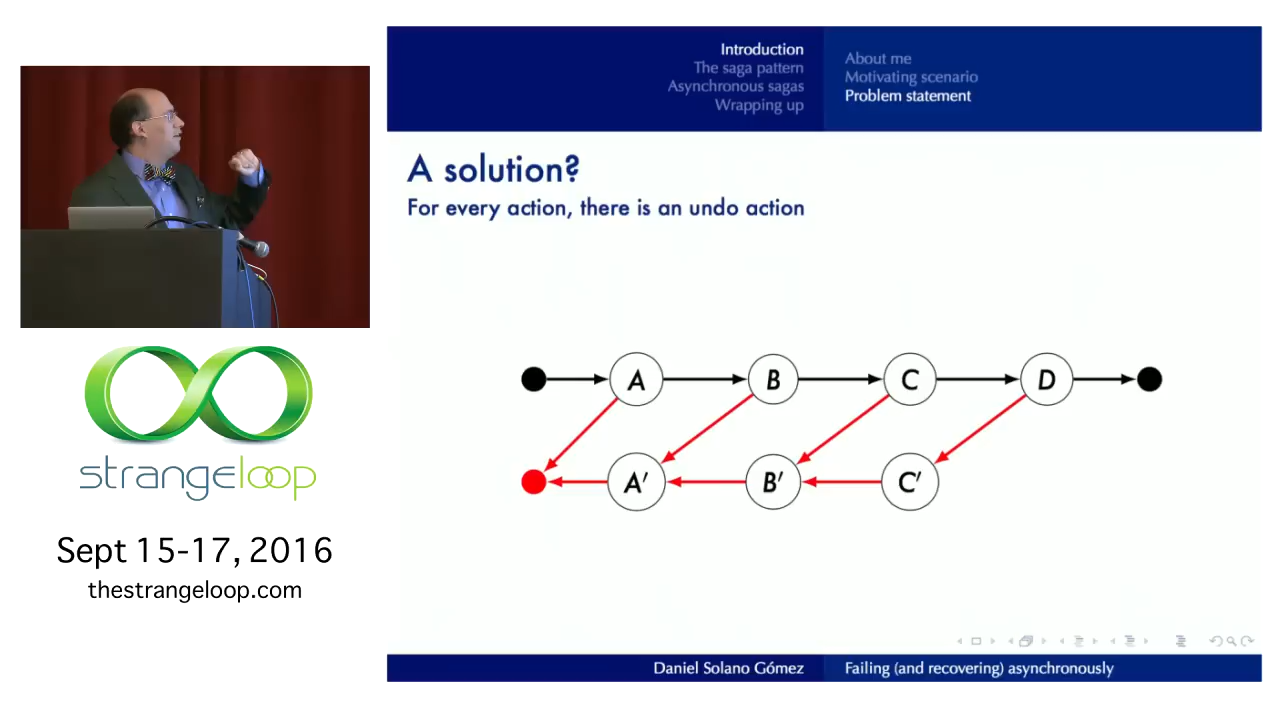 Introduction
The saga pattern
Asynchronous sagas
Wrapping up
About me
Motivating scenario
Problem statement
A solution?
For every action, there is an undo action
A B C D
A′ B′ C′
strangeloop
Sept 15-17, 2016
thestrangeloop.com
Daniel Solano Gómez
Failing (and recovering) asynchronously